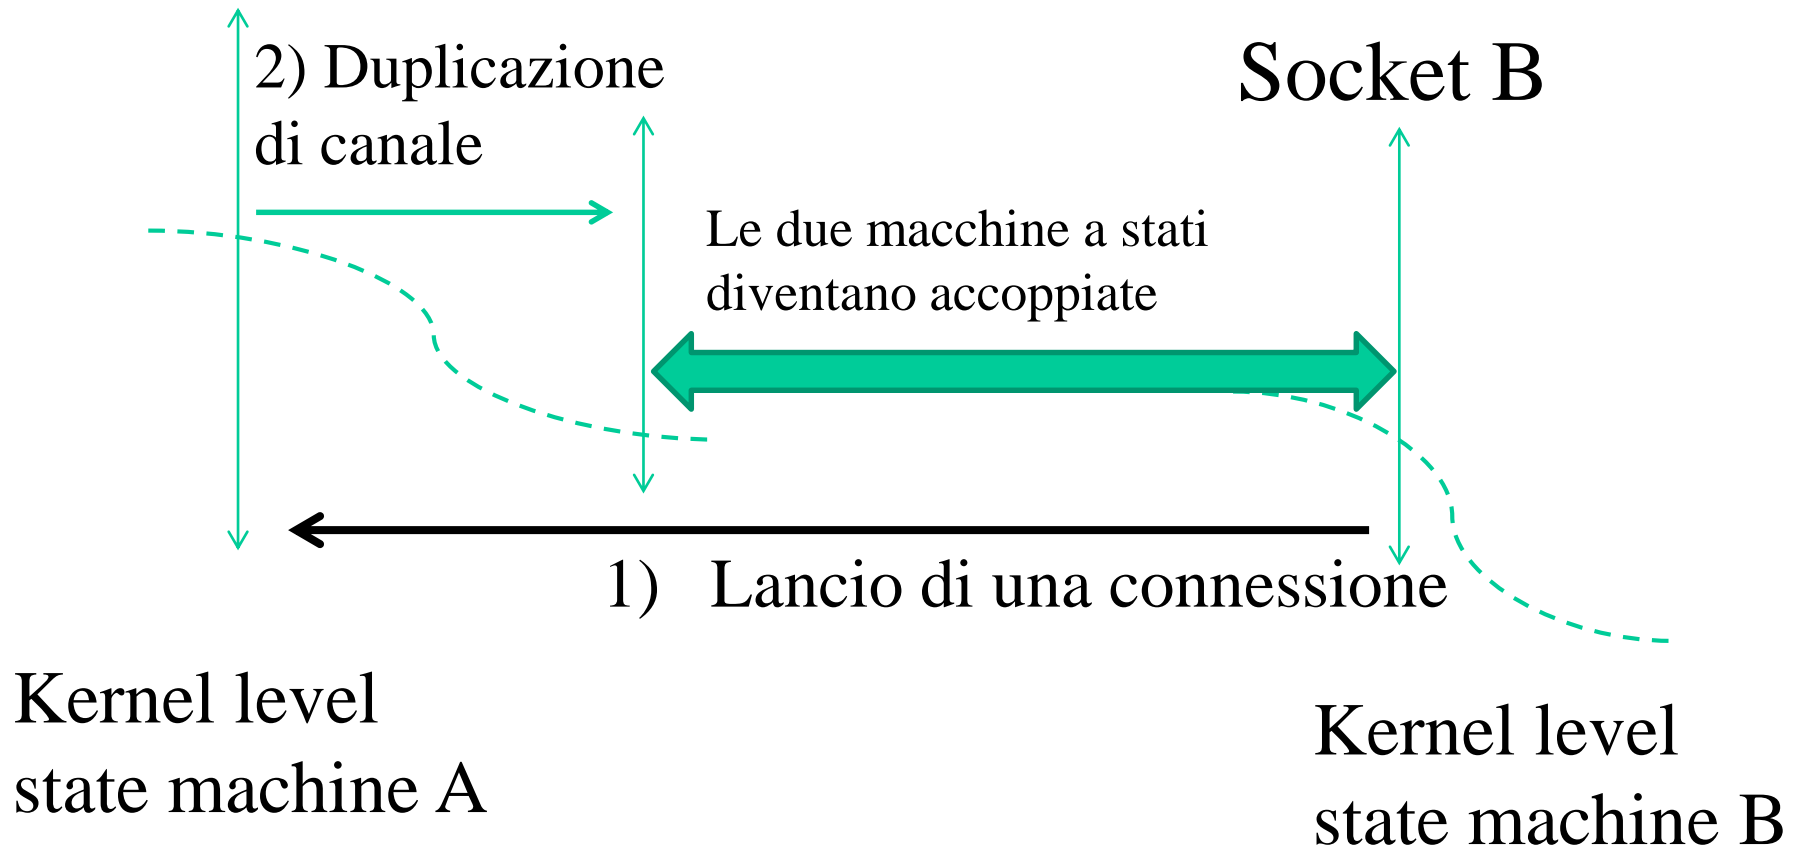 2) Duplicazione
di canale
Socket B
Le due macchine a stati
diventano accoppiate
1) Lancio di una connessione
Kernel level
state machine A
Kernel level
state machine B